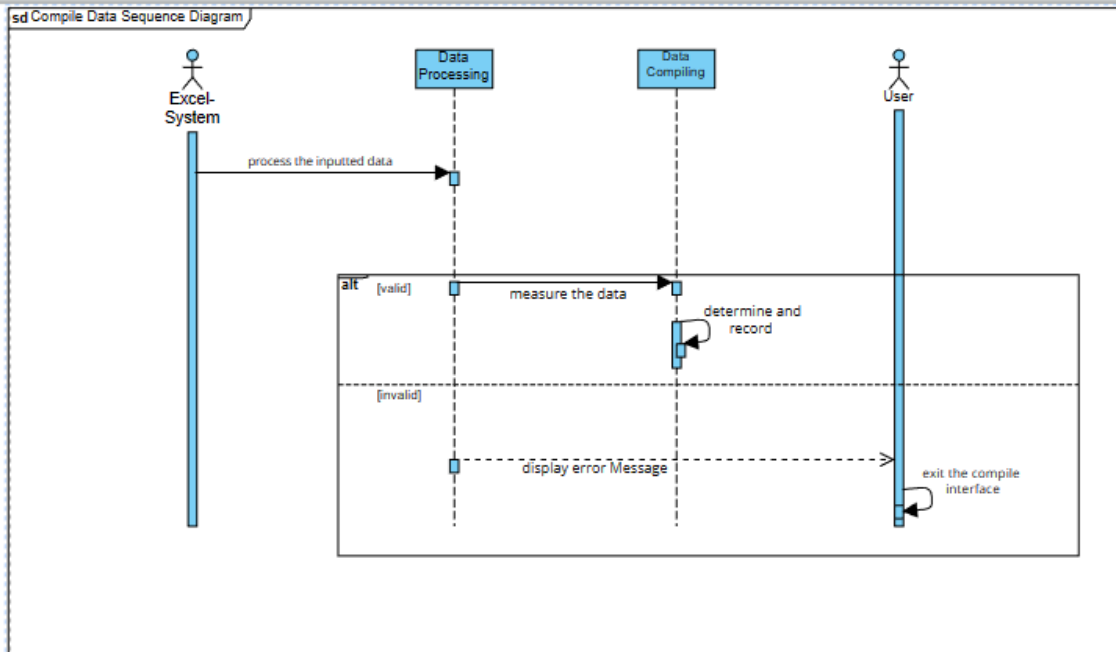 sd Compile Data Sequence Diagram
Excel-
System
Data
Processing
Data
Compiling
User
process the inputted data
alt
[valid]
measure the data
determine and
record
[invalid]
display error Message
exit the compile
interface